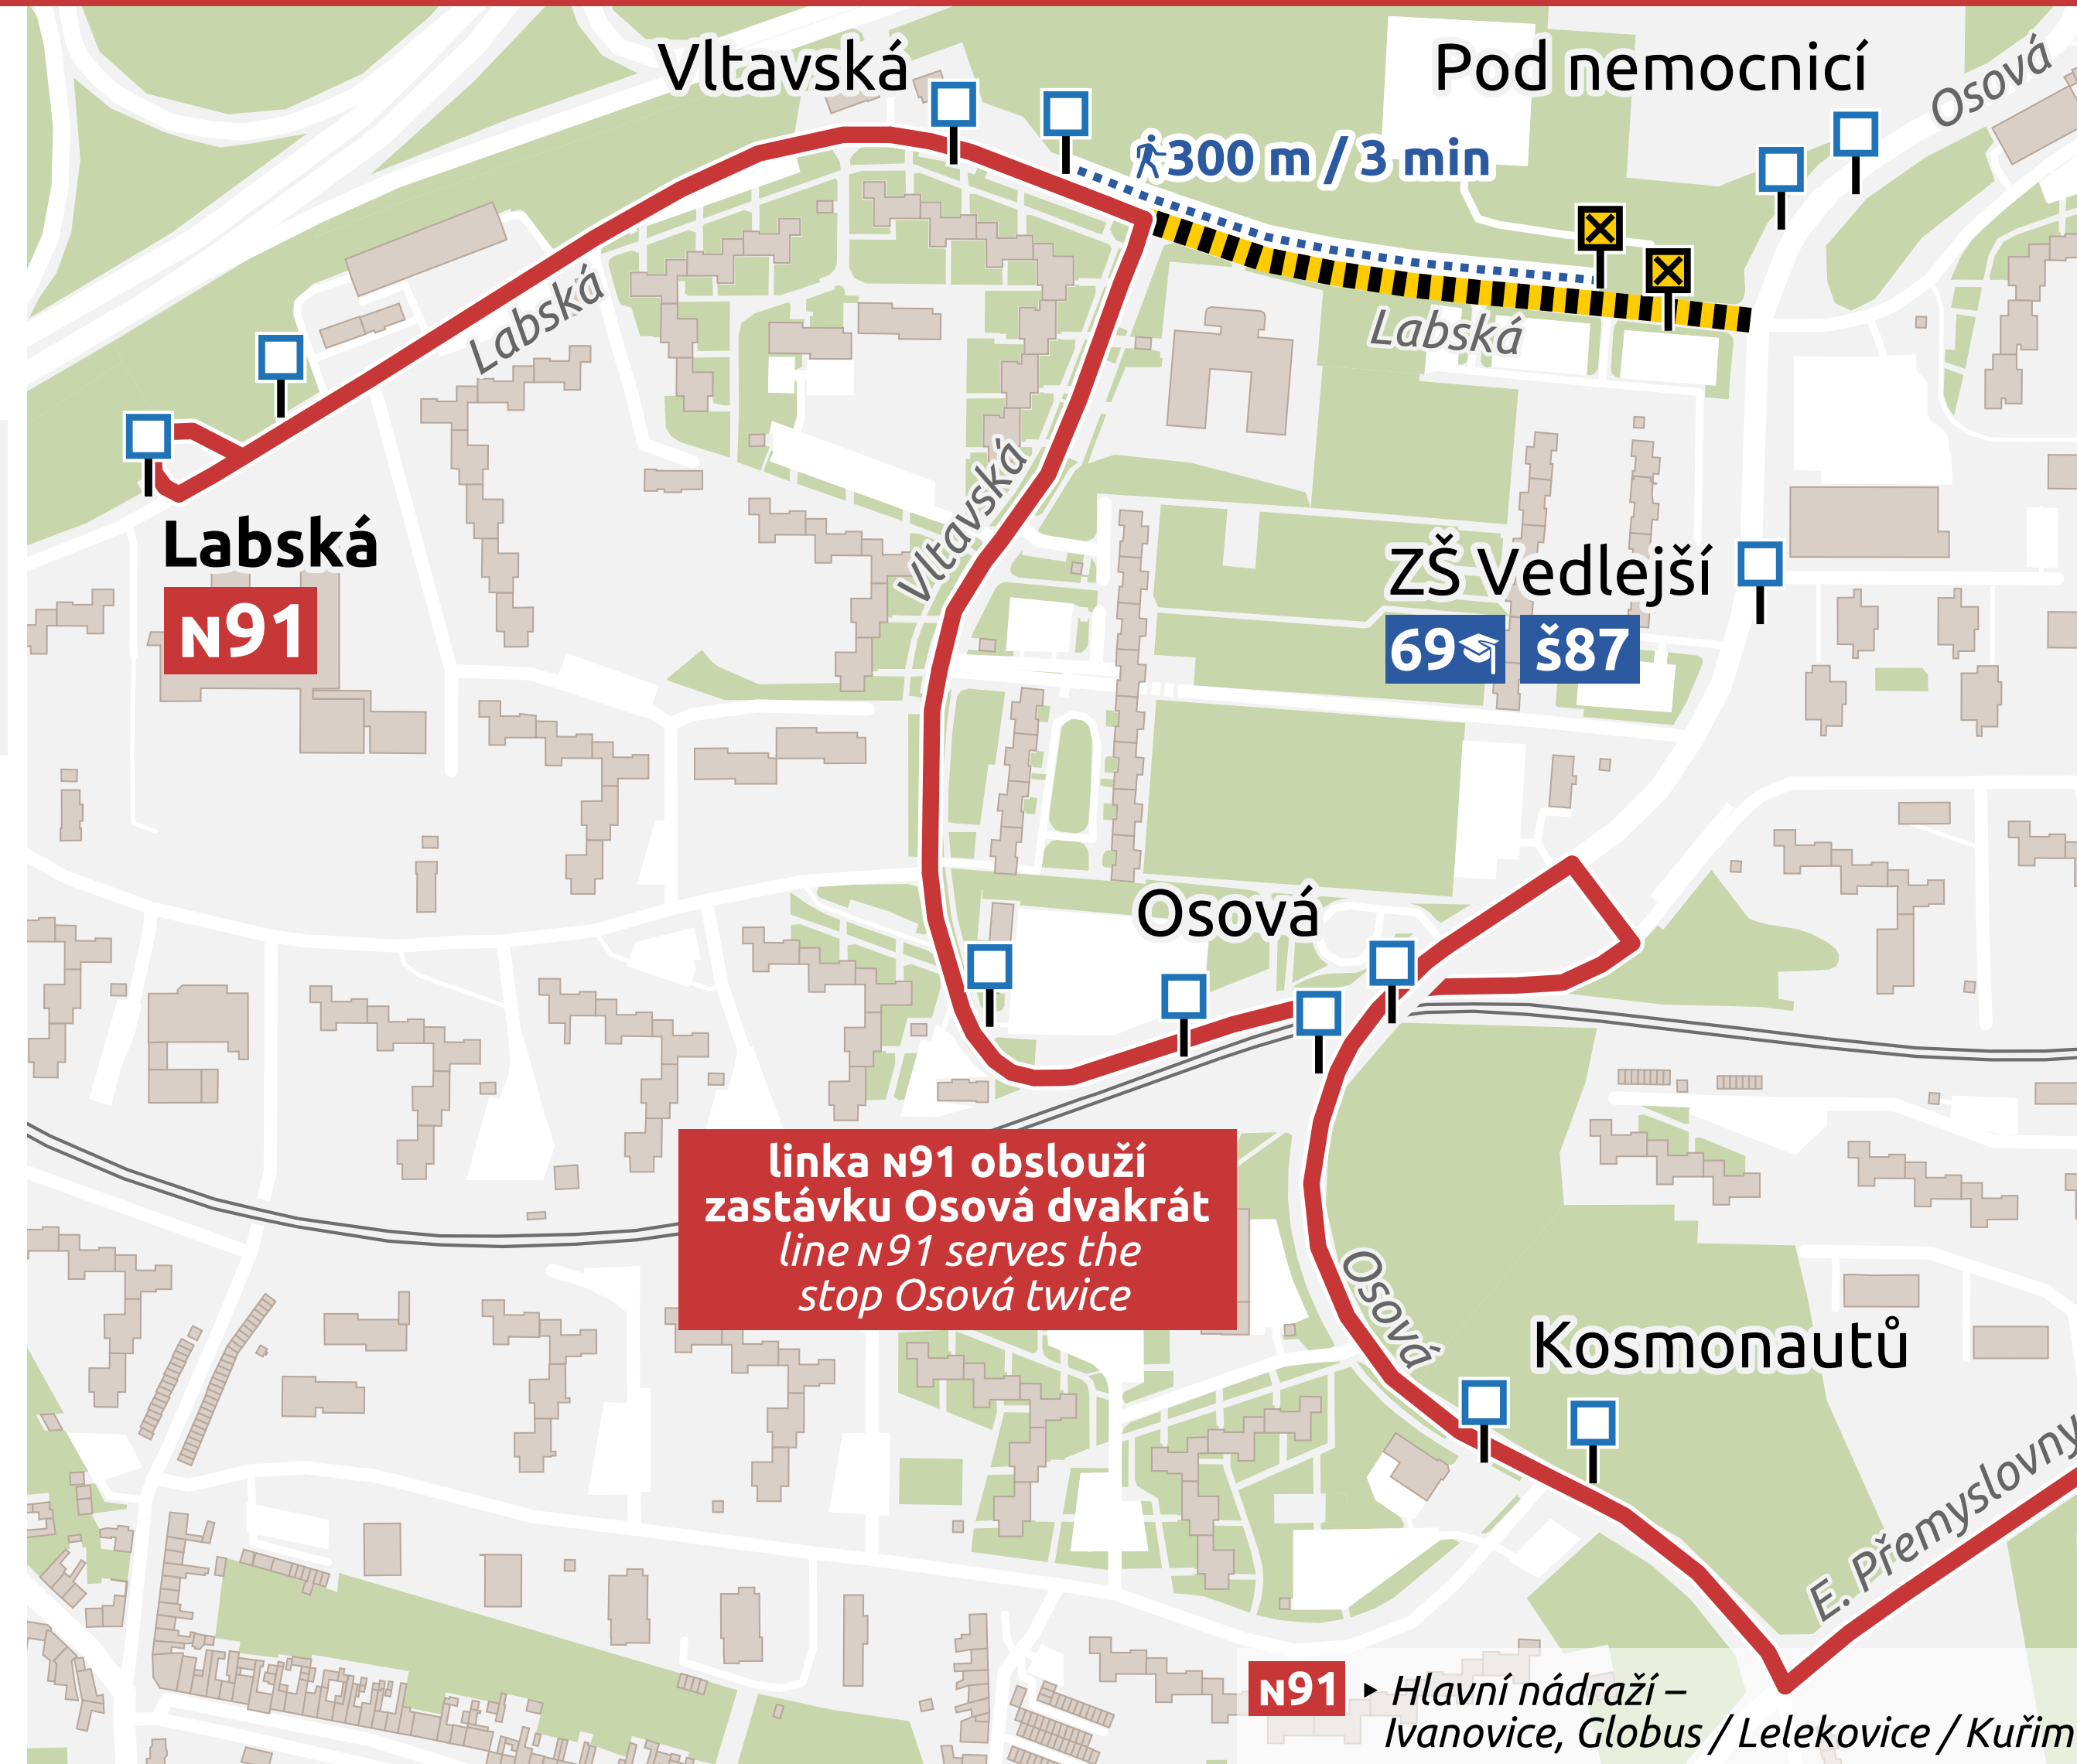 Vltavská
Pod nemocnicí
Osová
300 m / 3 min
Labská
Labská
Vltavská
Labská
N91
ZŠ Vedlejší
69 š87
Osová
linka N91 obslouží
zastávku Osová dvakrát
line N91 serves the
stop Osová twice
Osová
Kosmonautů
E. Přemyslovny
N91 ▸ Hlavní nádraží –
Ivanovice, Globus / Lelekovice / Kuřim